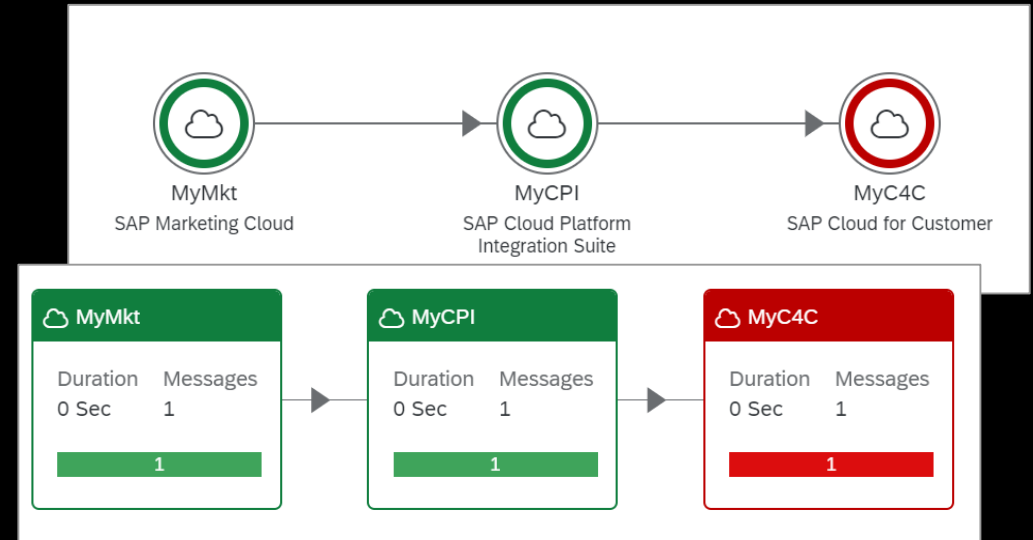 MyMkt
SAP Marketing Cloud
MyCPI
SAP Cloud Platform
Integration Suite
MyC4C
SAP Cloud for Customer
MyMkt
Duration Messages
0 Sec 1
1
MyCPI
Duration Messages
0 Sec 1
1
MyC4C
Duration Messages
0 Sec 1
1